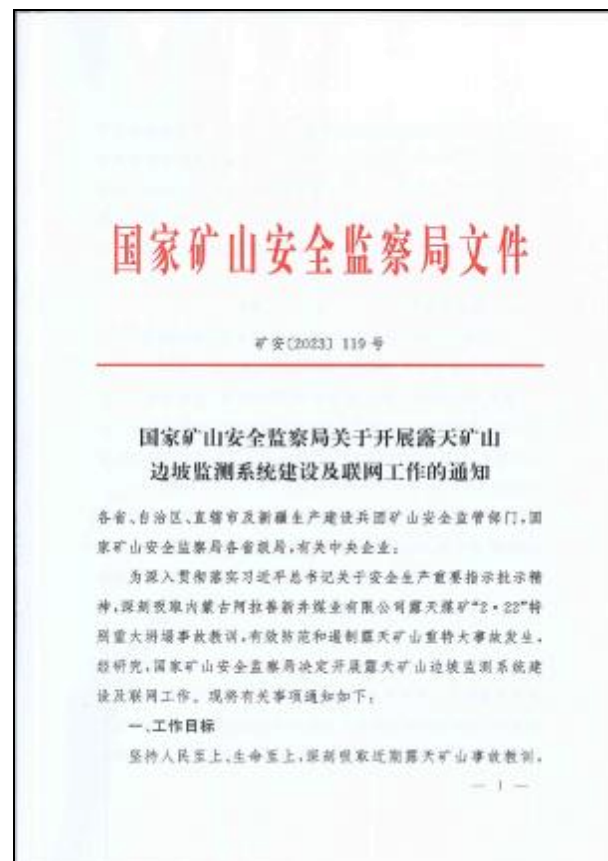 国家矿山安全监察局文件
矿安〔2023〕119号
国家矿山安全监察局关于开展露天矿山
边坡监测系统建设及联网工作的通知
各省、自治区、直辖市及新疆生产建设兵团矿山安全监管部门,国
家矿山安全监察局各省级局,有关中央企业:
为深入贯彻落实习近平总书记关于安全生产重要指示批示精
神,深刻吸取内蒙古阿拉善新井煤业有限公司露天煤矿“2·22”特
别重大坍塌事故教训,有效防范和遏制露天矿山重特大事故发生,
经研究,国家矿山安全监察局决定开展露天矿山边坡监测系统建
设及联网工作。现将有关事项通知如下:
一、工作目标
坚持人民至上、生命至上,深刻吸取近期露天矿山事故教训,
— 1 —